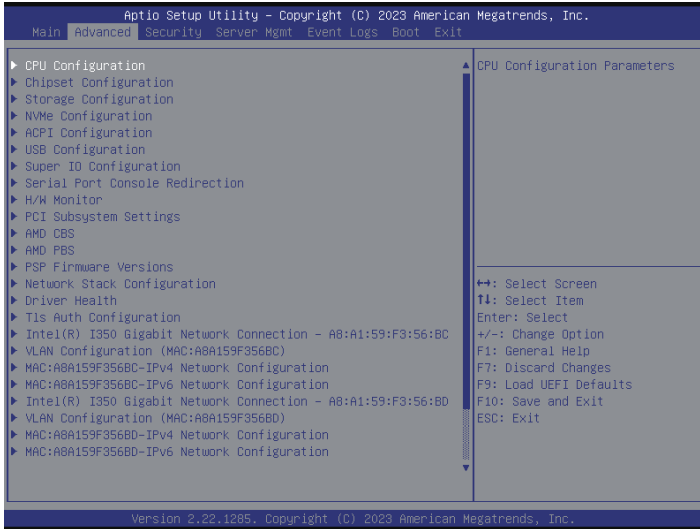 Aptio Setup Utility – Copyright (C) 2023 American Megatrends, Inc.
Main Advanced Security Server Mgmt Event Logs Boot Exit
CPU Configuration
Chipset Configuration
Storage Configuration
NVMe Configuration
ACPI Configuration
USB Configuration
Super IO Configuration
Serial Port Console Redirection
H/W Monitor
PCI Subsystem Settings
AMD CBS
AMD PBS
PSP Firmware Versions
Network Stack Configuration
Driver Health
Tls Auth Configuration
Intel(R) I350 Gigabit Network Connection – A8:A1:59:F3:56:BC
VLAN Configuration (MAC:A8A159F356BC)
MAC:A8A159F356BC-IPv4 Network Configuration
MAC:A8A159F356BC-IPv6 Network Configuration
Intel(R) I350 Gigabit Network Connection – A8:A1:59:F3:56:BD
VLAN Configuration (MAC:A8A159F356BD)
MAC:A8A159F356BD-IPv4 Network Configuration
MAC:A8A159F356BD-IPv6 Network Configuration
CPU Configuration Parameters
↔: Select Screen
↑↓: Select Item
Enter: Select
+/-: Change Option
F1: General Help
F7: Discard Changes
F9: Load UEFI Defaults
F10: Save and Exit
ESC: Exit
Version 2.22.1285. Copyright (C) 2023 American Megatrends, Inc.